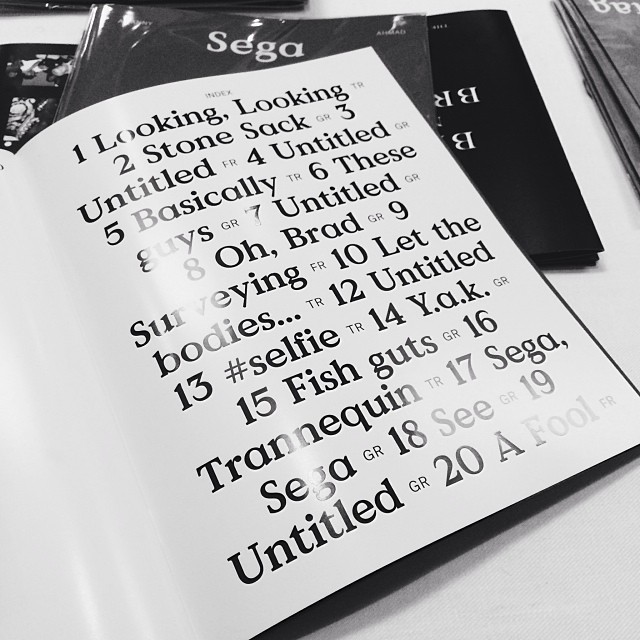 Sega
AHMAD
INDEX
1 Looking, Looking TR
2 Stone Sack GR 3
Untitled FR 4 Untitled GR
5 Basically TR 6 These
guys GR 7 Untitled GR
8 Oh, Brad GR 9
Surveying FR 10 Let the
bodies... TR 12 Untitled
13 #selfie TR 14 Y.a.k. GR
15 Fish guts GR 16
Trannequin TR 17 Sega,
Sega GR 18 See GR 19
Untitled GR 20 A Fool FR